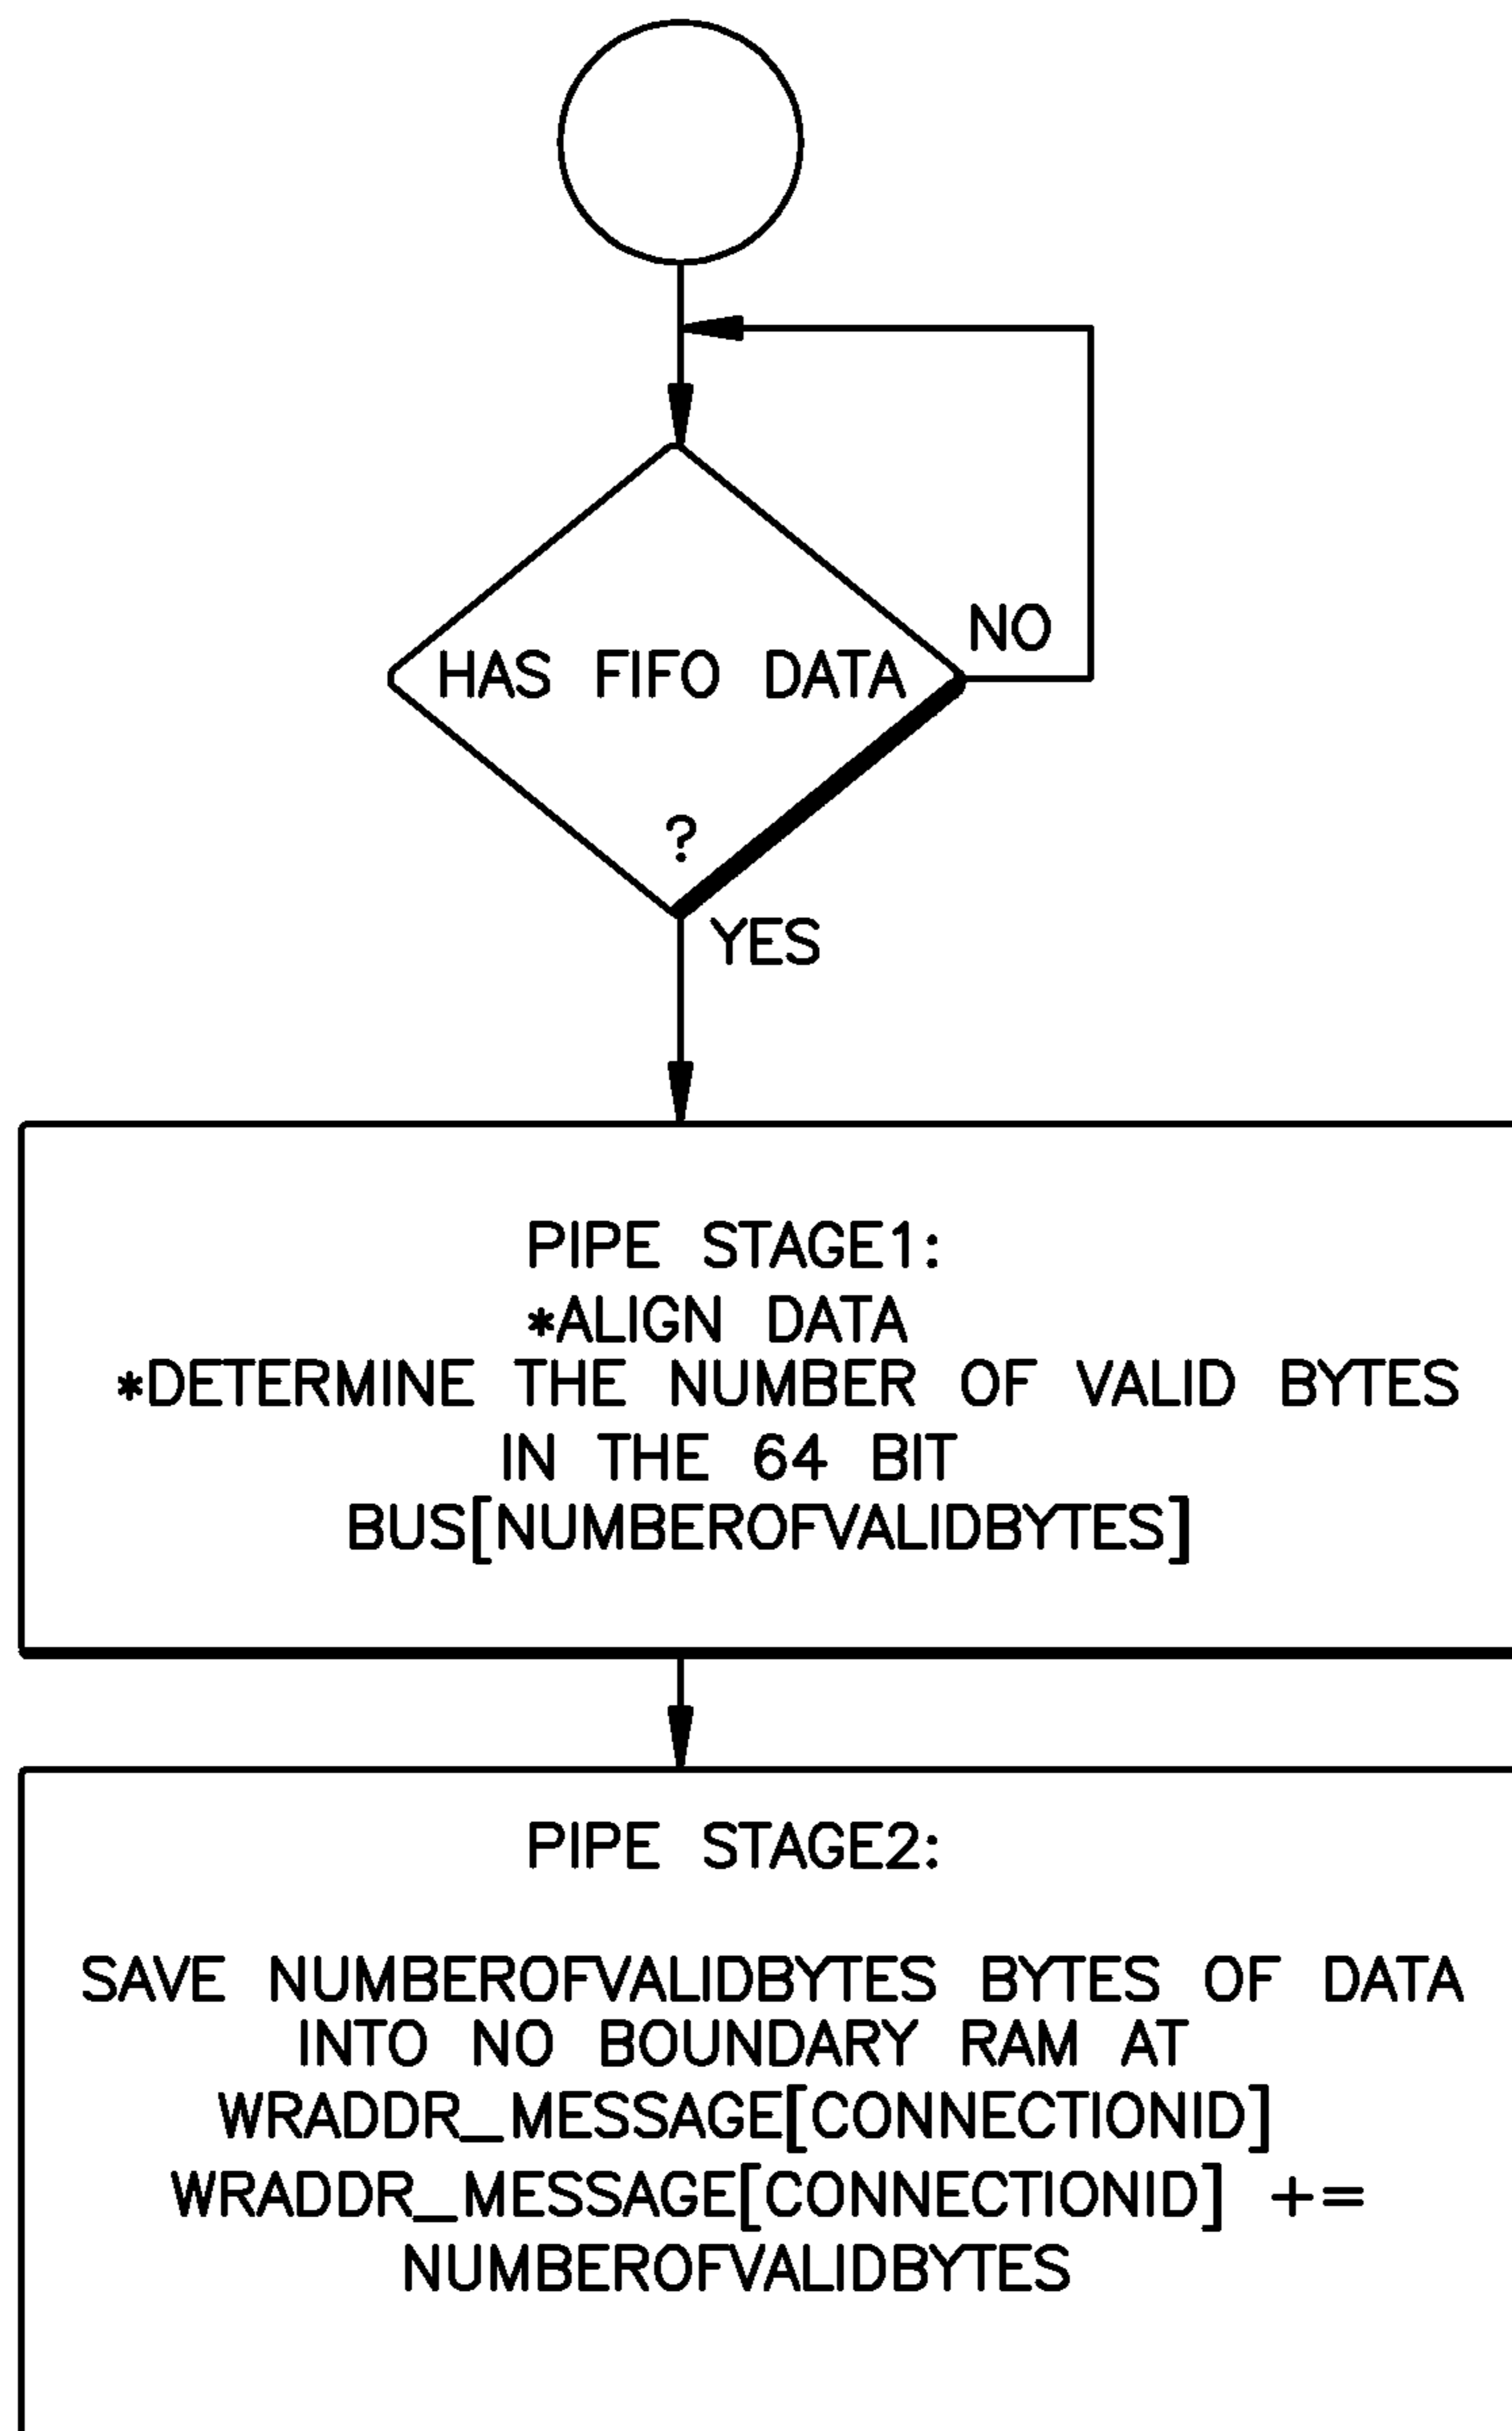 HAS FIFO DATA
NO
?
YES
PIPE STAGE1:
*ALIGN DATA
*DETERMINE THE NUMBER OF VALID BYTES
IN THE 64 BIT
BUS[NUMBEROFVALIDBYTES]
PIPE STAGE2:
SAVE NUMBEROFVALIDBYTES BYTES OF DATA
INTO NO BOUNDARY RAM AT
WRADDR_MESSAGE[CONNECTIONID]
WRADDR_MESSAGE[CONNECTIONID] +=
NUMBEROFVALIDBYTES